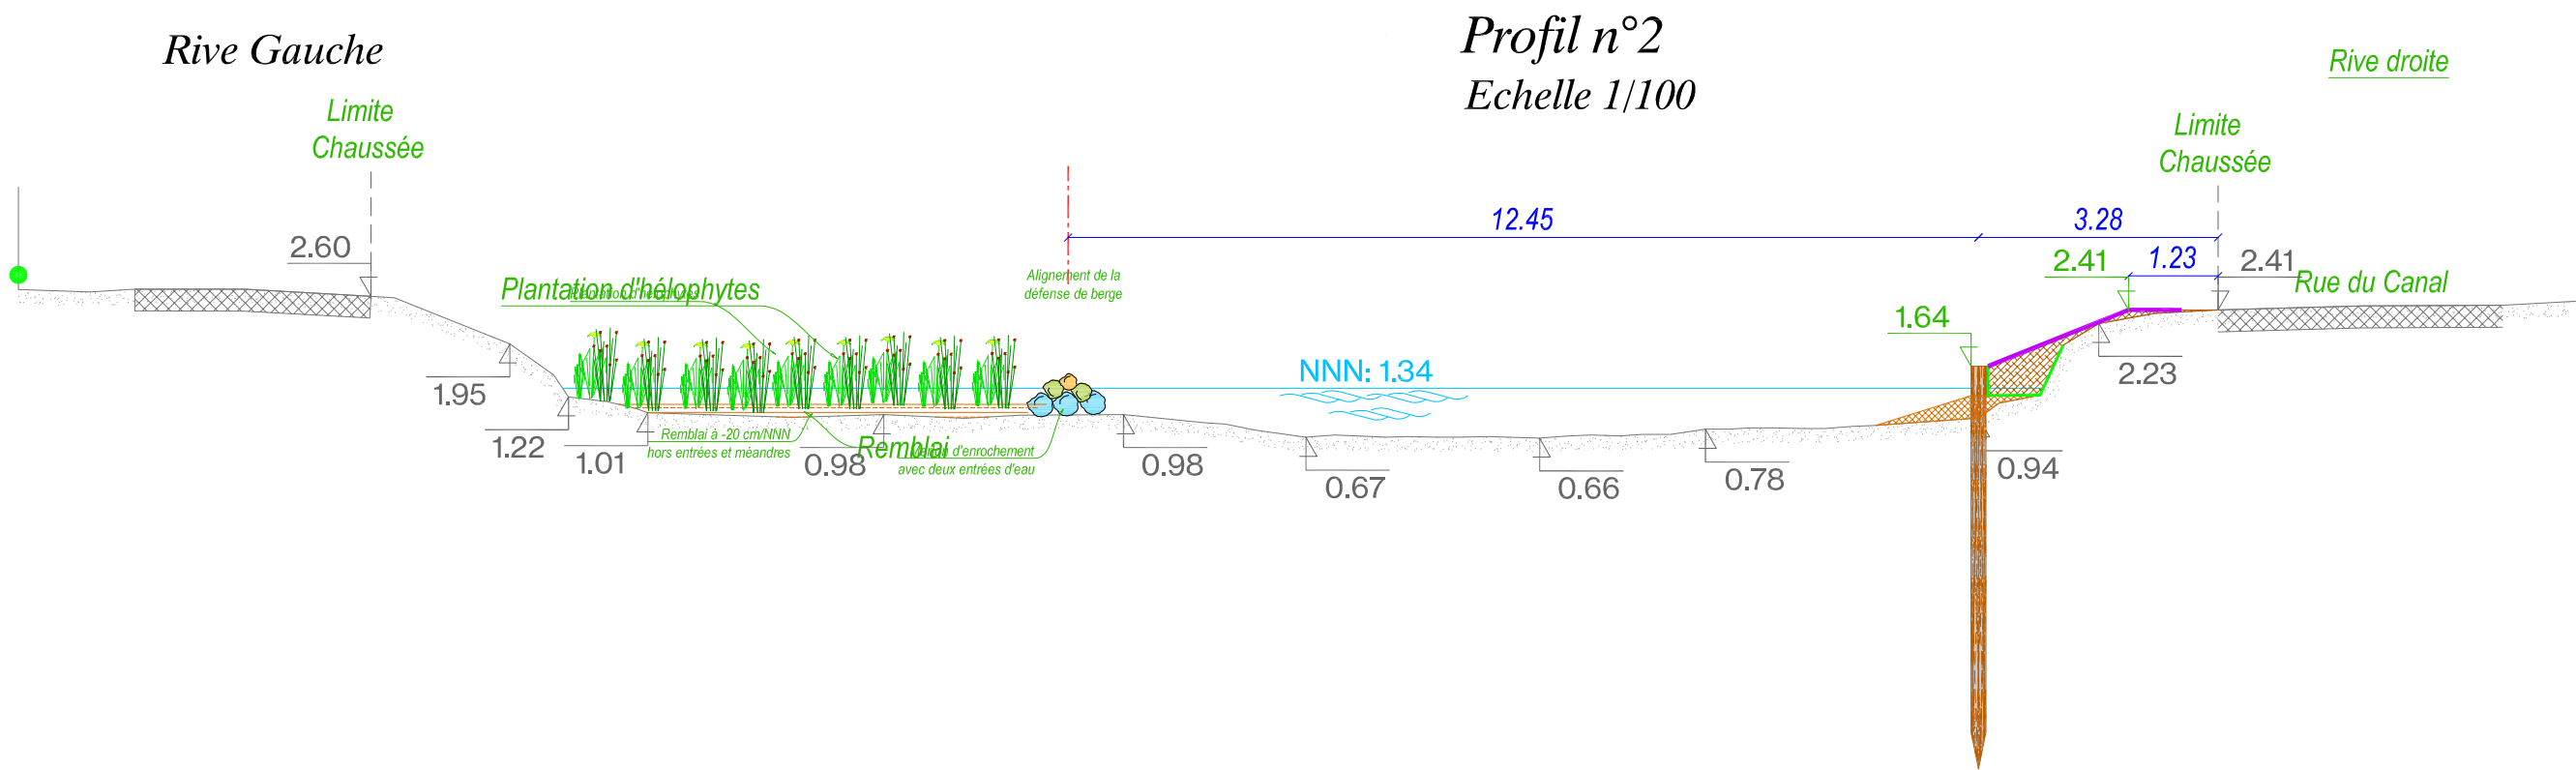 Profil n°2
Echelle 1/100
Rive Gauche
Rive droite
Limite
Chaussée
Limite
Chaussée
12.45
3.28
1.23
2.60
2.41
2.41
Rue du Canal
Plantation d'hélophytes
Plantation d'hélophytes
Alignement de la
défense de berge
1.64
NNN: 1.34
1.95
2.23
1.22
1.01
Remblai à -20 cm/NNN
hors entrées et méandres
0.98
Remblai
d'enrochement
avec deux entrées d'eau
0.98
0.67
0.66
0.78
0.94